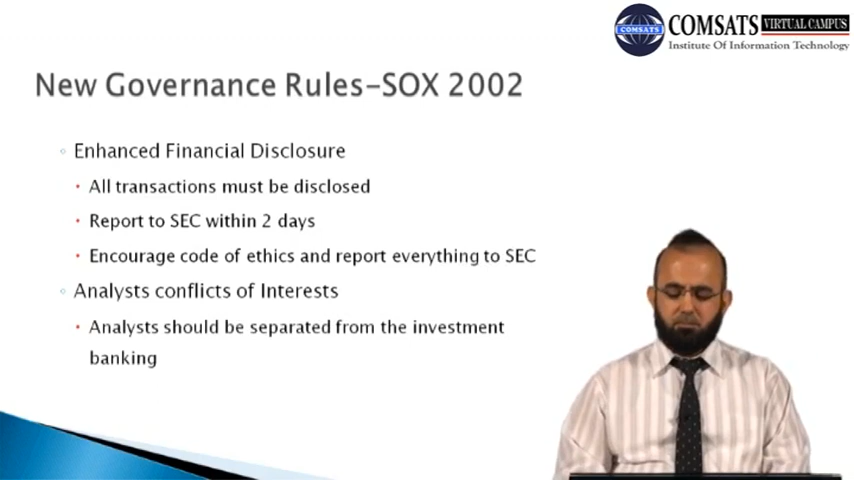 COMSATS VIRTUAL CAMPUS
Institute Of Information Technology
COMSATS
New Governance Rules-SOX 2002
Enhanced Financial Disclosure
All transactions must be disclosed
Report to SEC within 2 days
Encourage code of ethics and report everything to SEC
Analysts conflicts of Interests
Analysts should be separated from the investment
banking